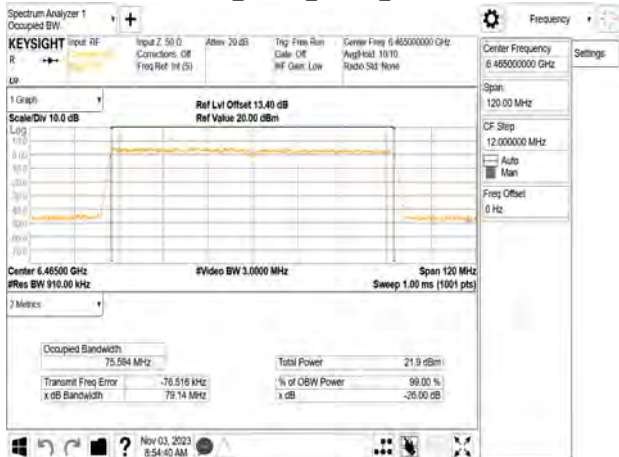 Spectrum Analyzer 1
Occupied BW
Frequency
KEYSIGHT
Input: RF
Input Z: 50 Ω
Corrections: Off
Freq Ref: Int (S)
Atten: 20 dB
Trig: Free Run
Gate: Off
#IF Gain: Low
Center Freq: 6.465000000 GHz
Avg|Hold: 10/10
Radio Std: None
R
Center Frequency
6.465000000 GHz
Settings
Span
120.00 MHz
CF Step
12.000000 MHz
Auto
Man
Freq Offset
0 Hz
1 Graph
Scale/Div 10.0 dB
Ref Lvl Offset 13.40 dB
Ref Value 20.00 dBm
Log
Center 6.46500 GHz
#Res BW 910.00 kHz
#Video BW 3.0000 MHz
Span 120 MHz
Sweep 1.00 ms (1001 pts)
2 Metrics
Occupied Bandwidth
75.594 MHz
Total Power
21.9 dBm
Transmit Freq Error
-76.516 kHz
% of OBW Power
99.00 %
x dB Bandwidth
79.14 MHz
x dB
-26.00 dB
Nov 03, 2023
8:54:40 AM